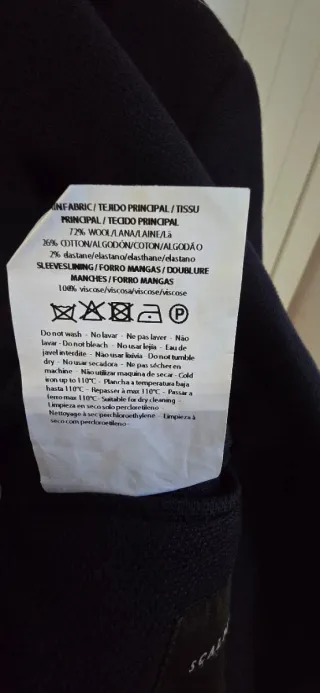 INFABRIC / TEJIDO PRINCIPAL / TISSU
PRINCIPAL / TECIDO PRINCIPAL
72% WOOL/LANA/LAINE/Lã
26% COTTON/ALGODÓN/COTON/ALGODÃO
2% elastane/elastano/elasthane/elastano
SLEEVESLINING / FORRO MANGAS / DOUBLURE
MANCHES / FORRO MANGAS
100% viscose/viscosa/viscose/viscose
P
Do not wash - No lavar - Ne pas laver - Não
lavar - Do not bleach - No usar lejía - Eau de
javel interdite - Não usar lixivia - Do not tumble
dry - No usar secadora - Ne pas sécher en
machine - Não utilizar maquina de secar - Cold
iron up to 110°C - Plancha a temperatura baja
hasta 110°C - Repasser à max 110°C - Passar a
ferro max 110°C - Suitable for dry cleaning -
Limpieza en seco solo percloretileno -
Nettoyage à sec perchloroethylene - Limpieza à
seco com percloroetileno -
SCAL